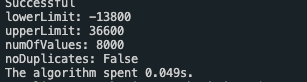 Successful
lowerLimit: -13800
upperLimit: 36600
numOfValues: 8000
noDuplicates: False
The algorithm spent 0.049s.